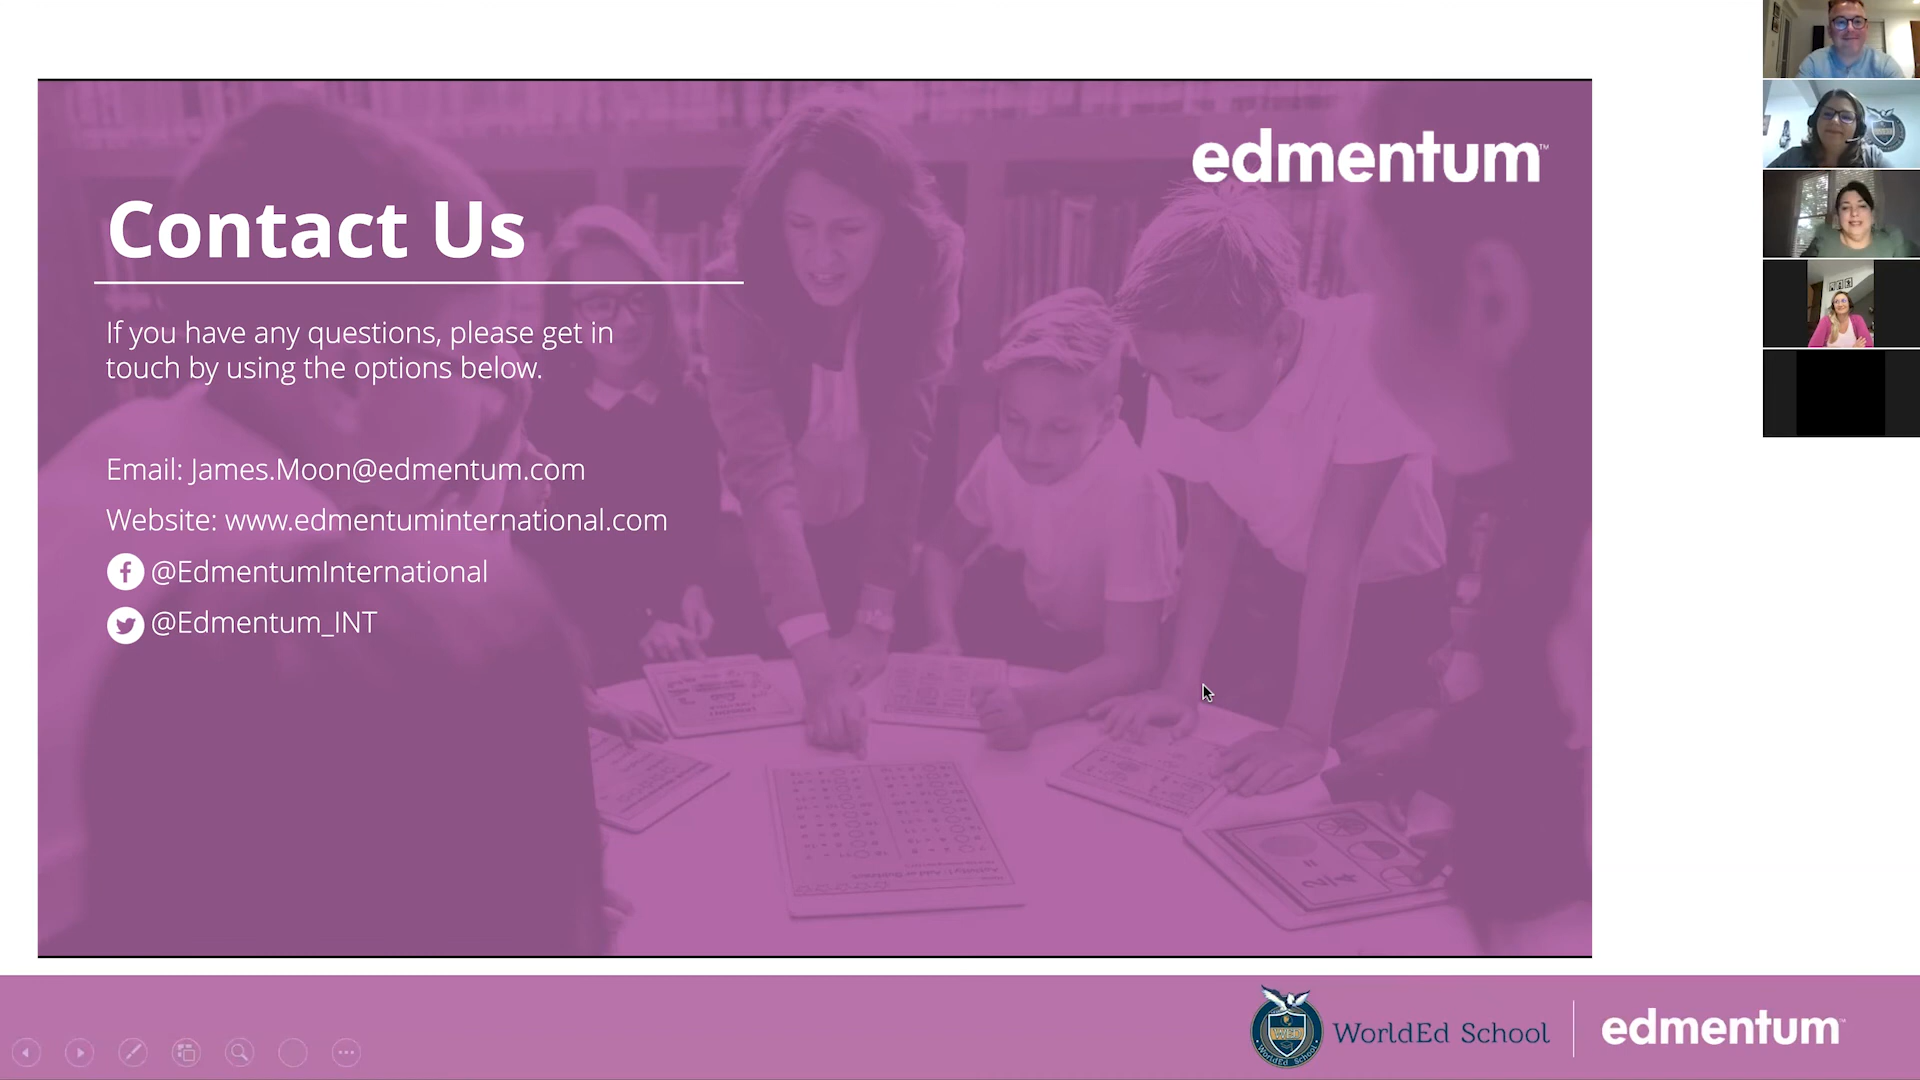 edmentum™
Contact Us
If you have any questions, please get in
touch by using the options below.
Email: James.Moon@edmentum.com
Website: www.edmentuminternational.com
@EdmentumInternational
@Edmentum_INT
WorldEd School
edmentum